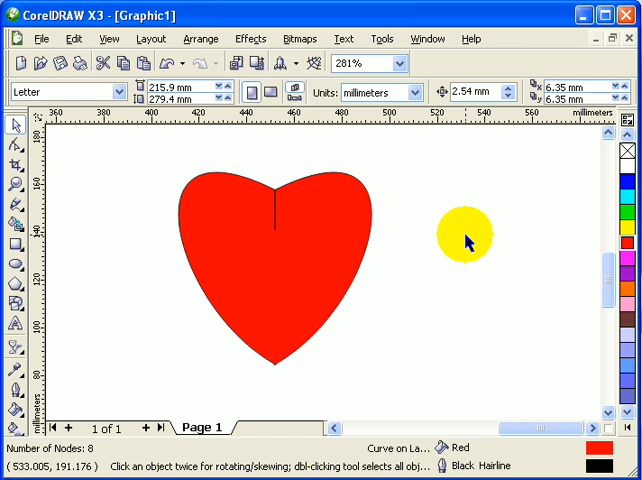 CorelDRAW X3 - [Graphic1]
File Edit View Layout Arrange Effects Bitmaps Text Tools Window Help
281%
Letter 215.9 mm 279.4 mm Units: millimeters 2.54 mm 6.35 mm 6.35 mm
360 380 400 420 440 460 480 500 520 540 560 millimeters
180
160
140
120
100
80
millimeters
1 of 1 Page 1
Number of Nodes: 8 Curve on La... Red
( 533.005, 191.176 ) Click an object twice for rotating/skewing; dbl-clicking tool selects all obj... Black Hairline